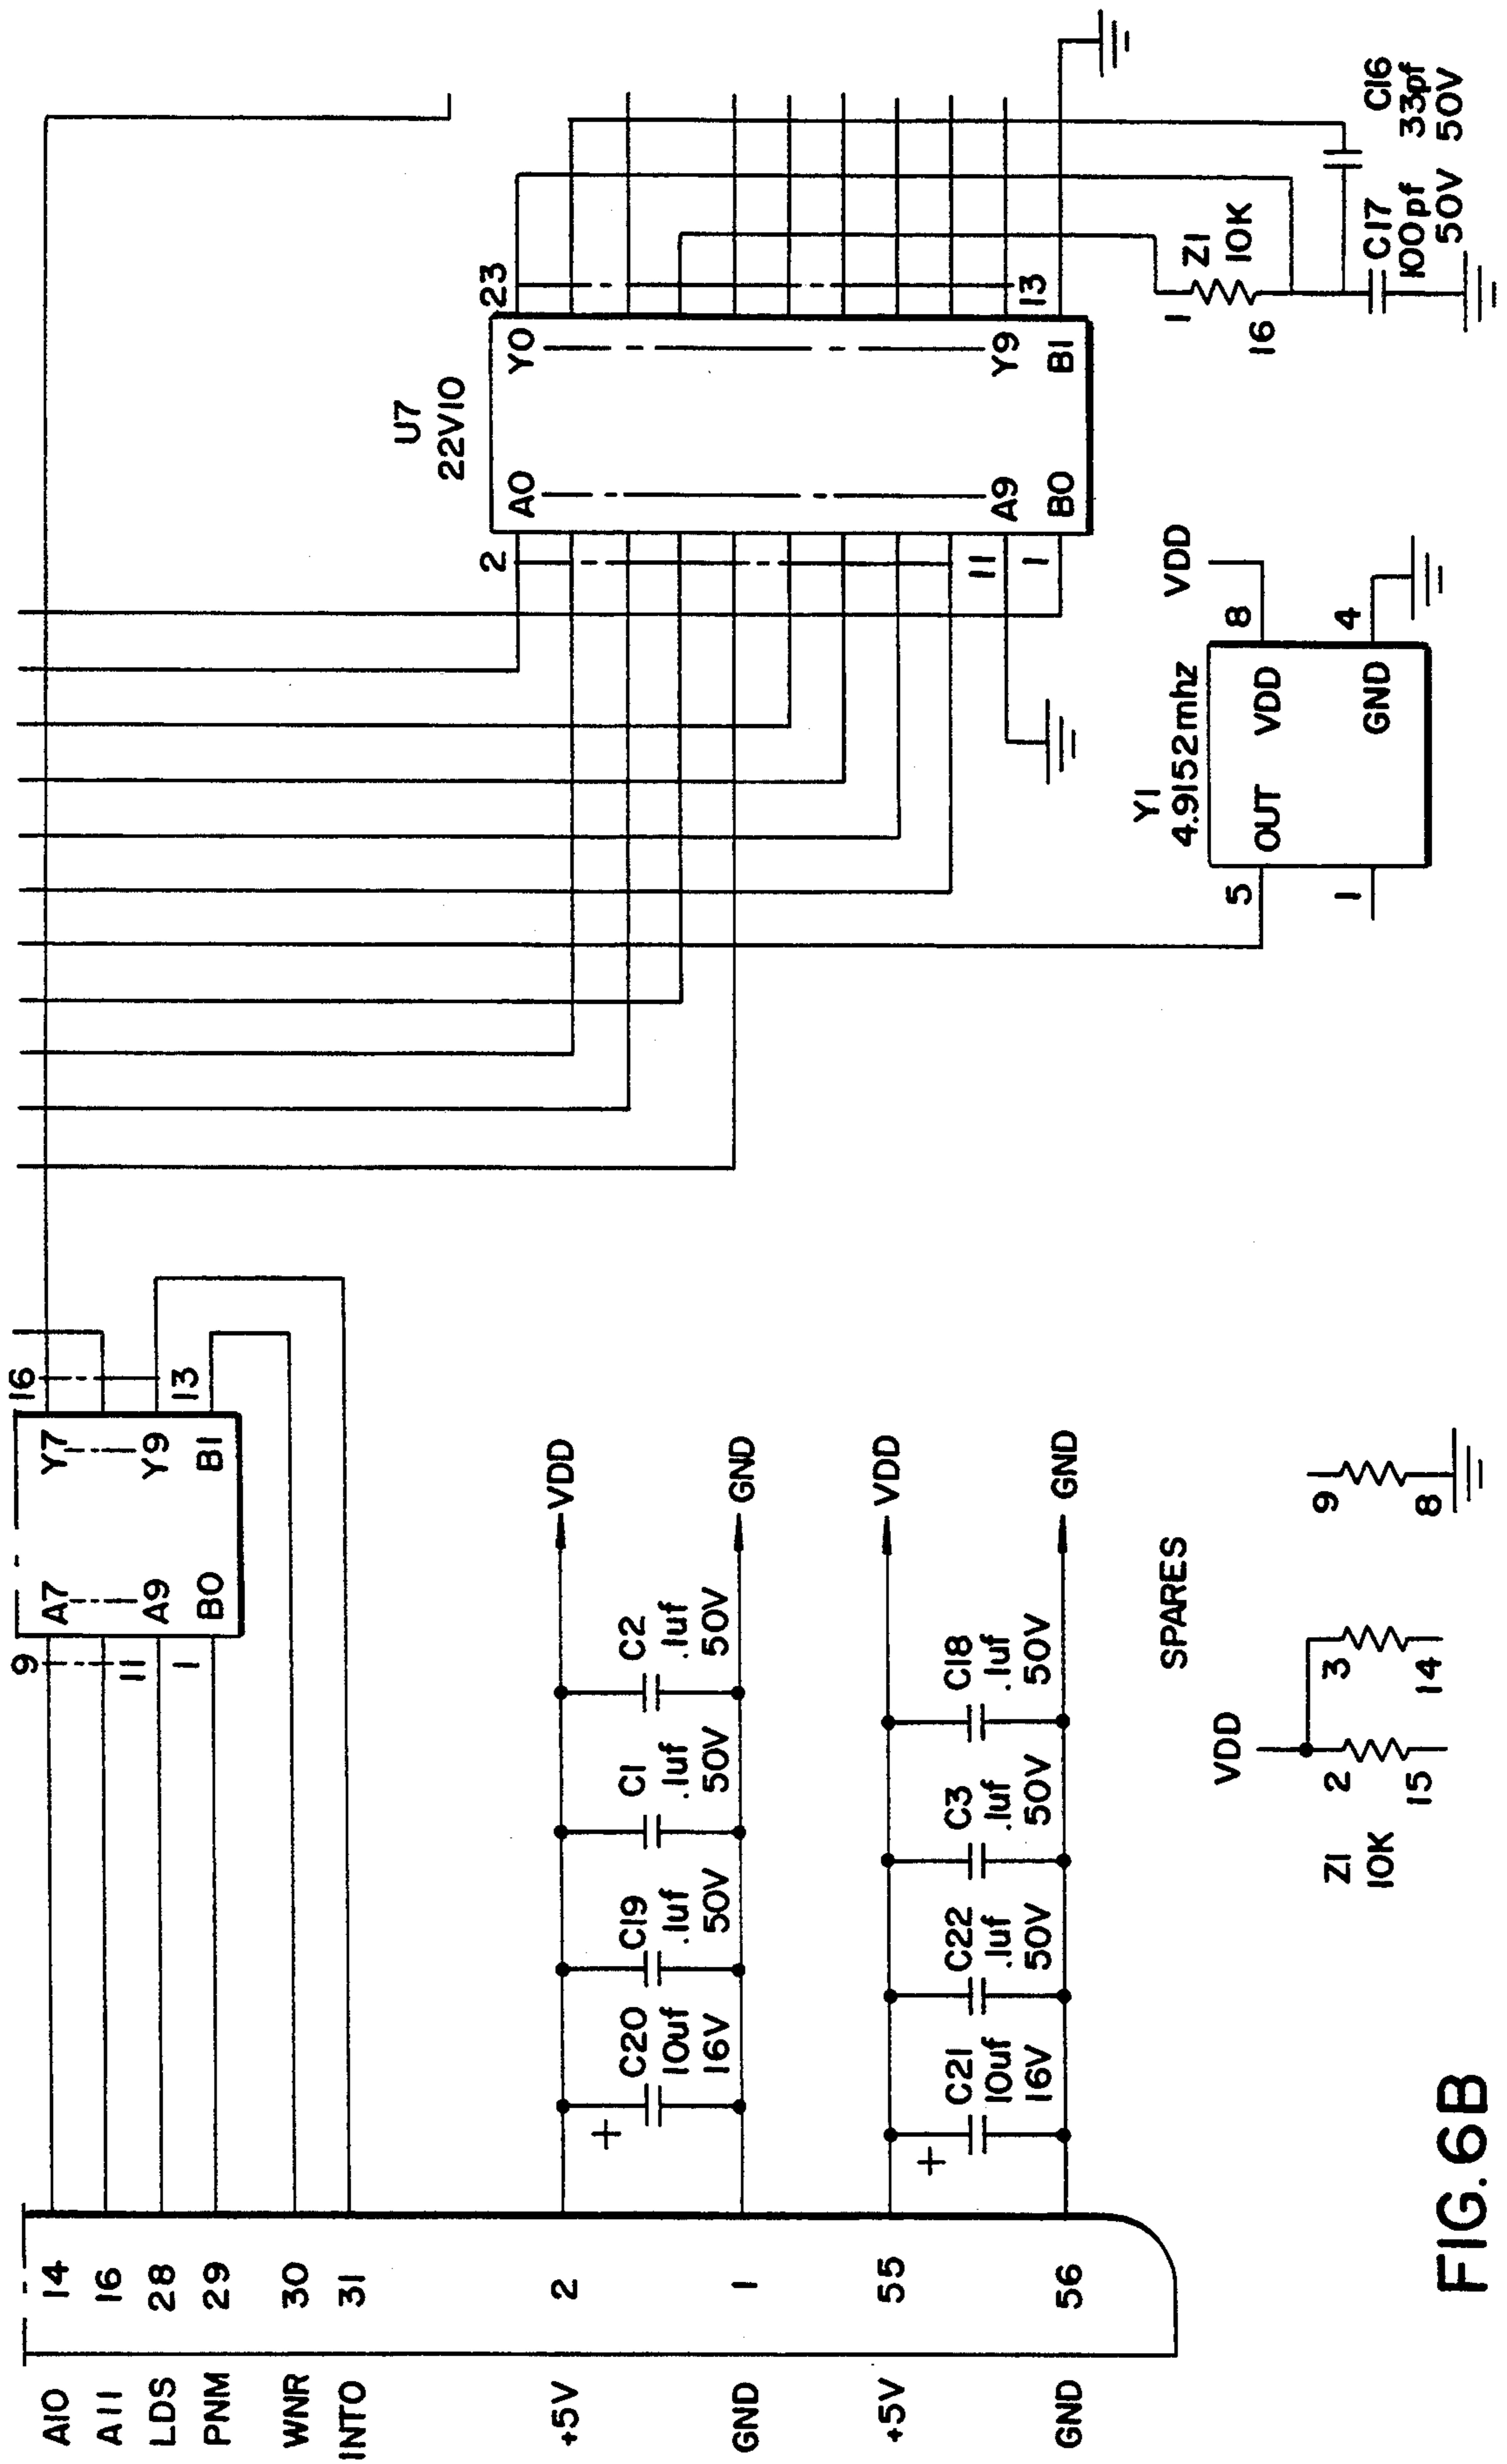 A10 14
A11 16
LDS 28
PNM 29
WNR 30
INTO 31
+5V 2
GND 1
+5V 55
GND 56
9
11
1
A7 Y7
A9 Y9
B0 B1
16
13
C20
10uf
16V
C19
.1uf
50V
C1
.1uf
50V
C2
.1uf
50V
VDD
GND
C21
10uf
16V
C22
.1uf
50V
C3
.1uf
50V
C18
.1uf
50V
VDD
GND
SPARES
VDD
Z1
10K
2
15
3
14
9
8
U7
22V10
2
11
1
A0 Y0
A9 Y9
B0 B1
23
13
Y1
4.9152mhz
5
1
OUT VDD
GND
8
4
VDD
1
16
Z1
10K
C17
100pf
50V
C16
33pf
50V
FIG. 6B